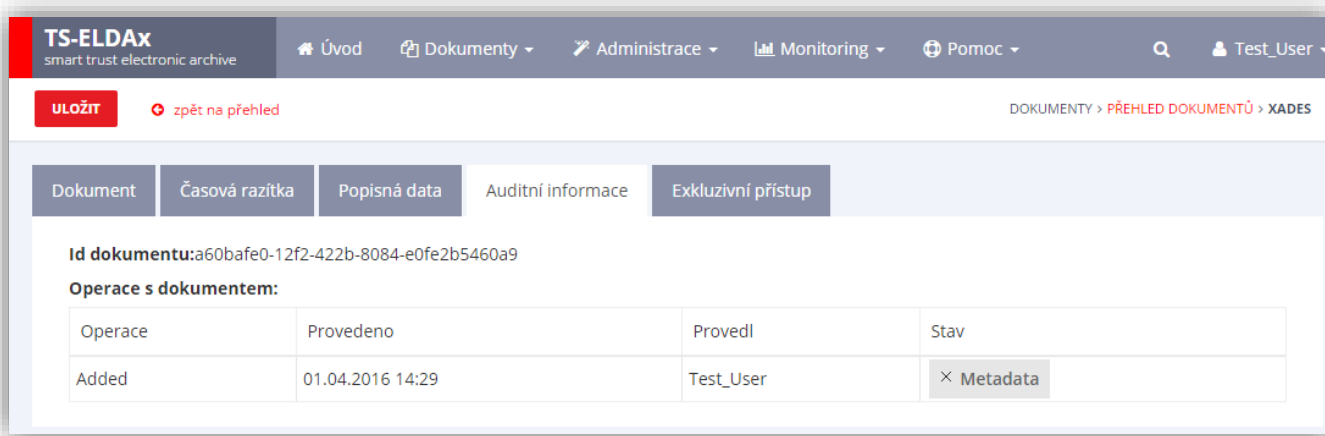 TS-ELDAx
smart trust electronic archive
Úvod
Dokumenty
Administrace
Monitoring
Pomoc
Test_User
ULOŽIT
zpět na přehled
DOKUMENTY > PŘEHLED DOKUMENTŮ > XADES
Dokument
Časová razítka
Popisná data
Auditní informace
Exkluzivní přístup
Id dokumentu:a60bafe0-12f2-422b-8084-e0fe2b5460a9
Operace s dokumentem:
Operace Provedeno Provedl Stav
Added 01.04.2016 14:29 Test_User × Metadata